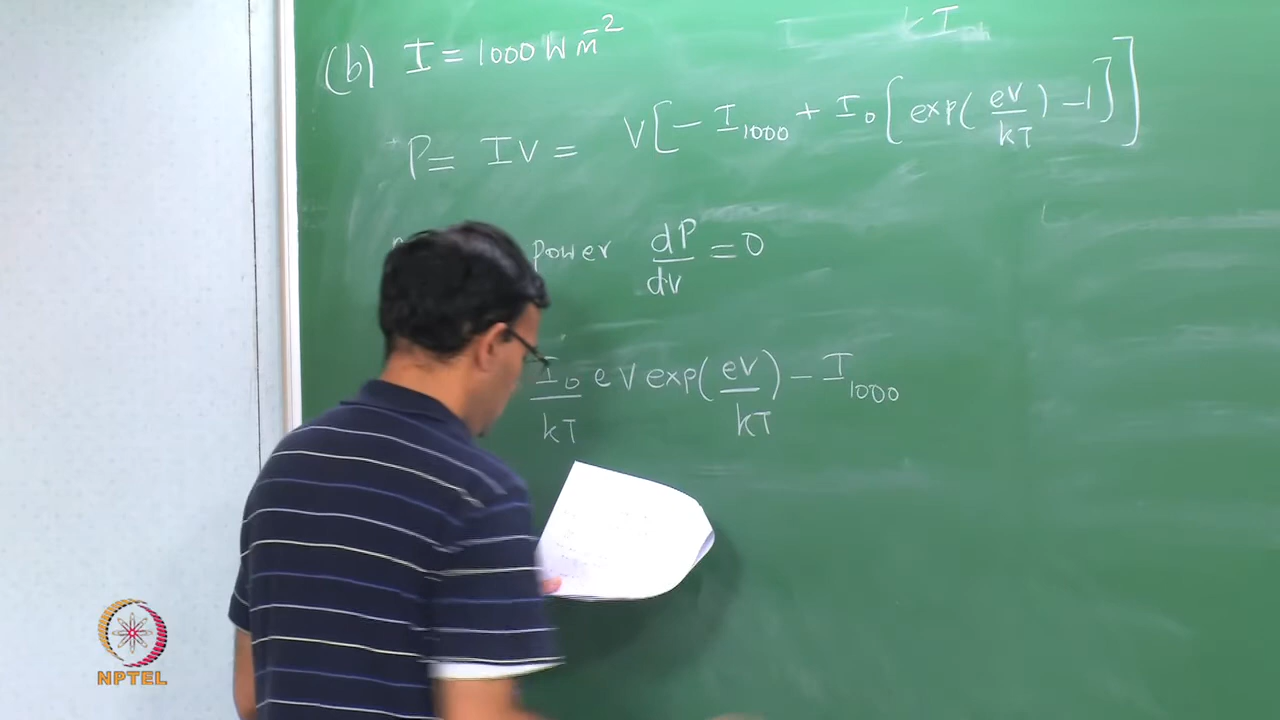 (b) I = 1000 W m⁻²
P = IV = V[ - I₁₀₀₀ + I₀ [ exp( eV/kT ) - 1 ] ]
power dP/dV = 0
I₀/kT eV exp( eV/kT ) - I₁₀₀₀
NPTEL